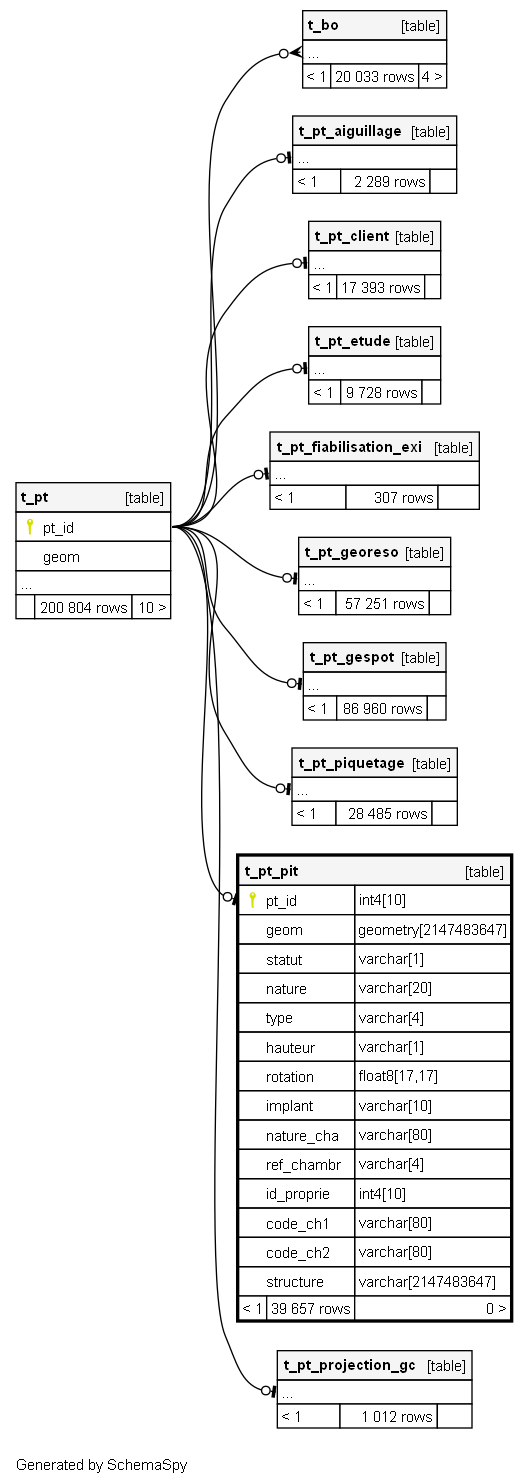 t_bo [table]
...
< 1 20 033 rows 4 >
t_pt_aiguillage [table]
...
< 1 2 289 rows
t_pt_client [table]
...
< 1 17 393 rows
t_pt_etude [table]
...
< 1 9 728 rows
t_pt_fiabilisation_exi [table]
...
< 1 307 rows
t_pt [table]
pt_id
geom
...
200 804 rows 10 >
t_pt_georeso [table]
...
< 1 57 251 rows
t_pt_gespot [table]
...
< 1 86 960 rows
t_pt_piquetage [table]
...
< 1 28 485 rows
t_pt_pit [table]
pt_id int4[10]
geom geometry[2147483647]
statut varchar[1]
nature varchar[20]
type varchar[4]
hauteur varchar[1]
rotation float8[17,17]
implant varchar[10]
nature_cha varchar[80]
ref_chambr varchar[4]
id_proprie int4[10]
code_ch1 varchar[80]
code_ch2 varchar[80]
structure varchar[2147483647]
< 1 39 657 rows 0 >
t_pt_projection_gc [table]
...
< 1 1 012 rows
Generated by SchemaSpy